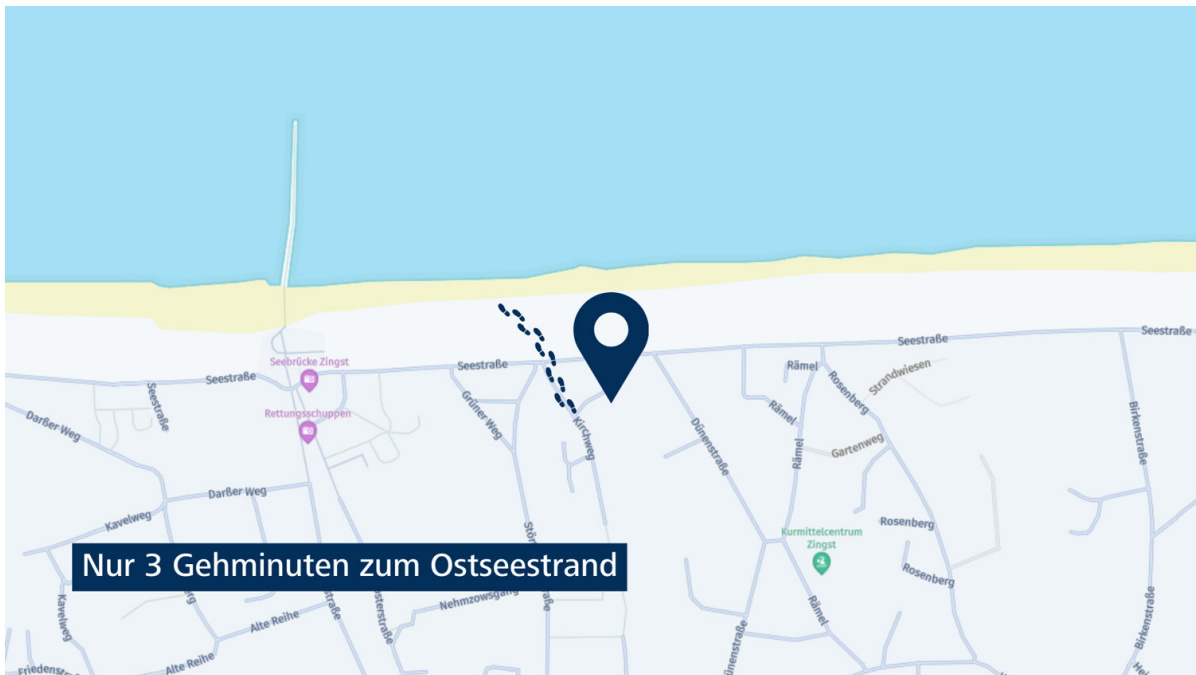 Seestraße
Seestraße
Seebrücke Zingst
Seestraße
Seestraße
Rämel
Strandwiesen
Rosenberg
Seestraße
Darßer Weg
Rettungsschuppen
Grüner Weg
Kirchweg
Dünenstraße
Rämel
Rämel
Gartenweg
Birkenstraße
Darßer Weg
Kavelweg
Rosenberg
Kurmittelcentrum
Zingst
Nur 3 Gehminuten zum Ostseestrand
Rosenberg
Kavelweg
Nehmzowsgang
Alte Reihe
Rämel
Birkenstraße
Alte Reihe